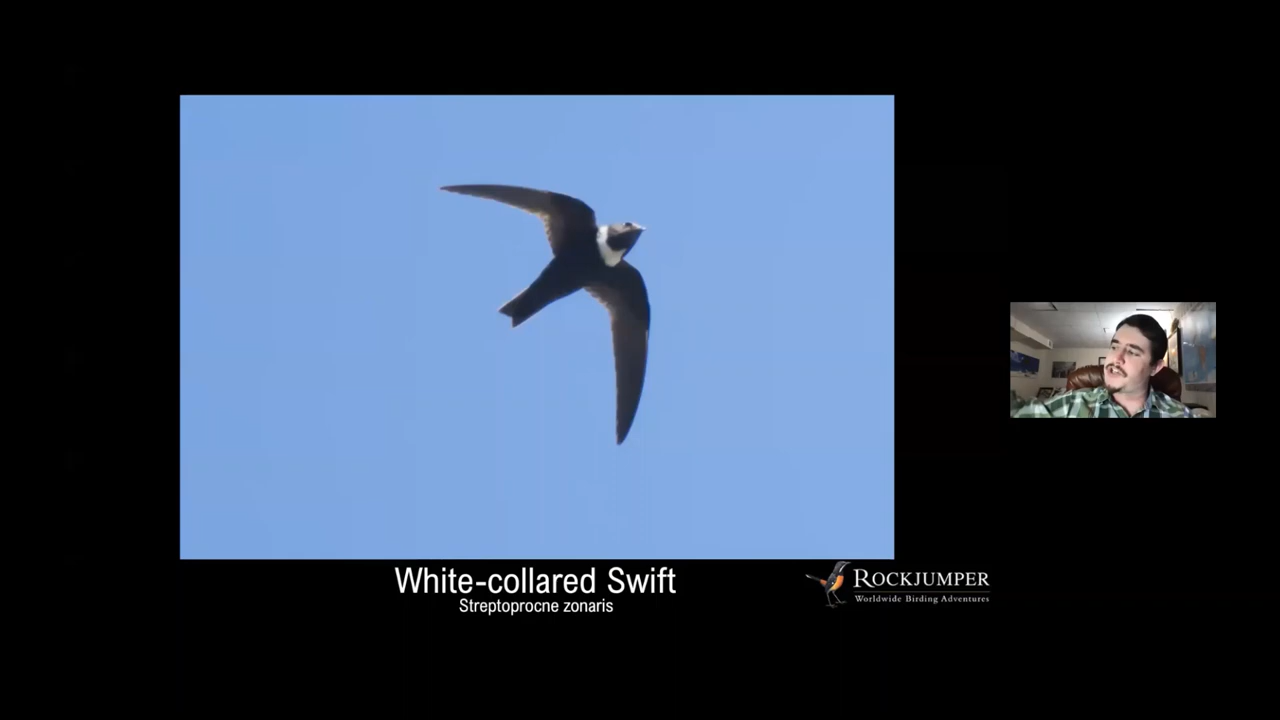 White-collared Swift
Streptoprocne zonaris
ROCKJUMPER
Worldwide Birding Adventures